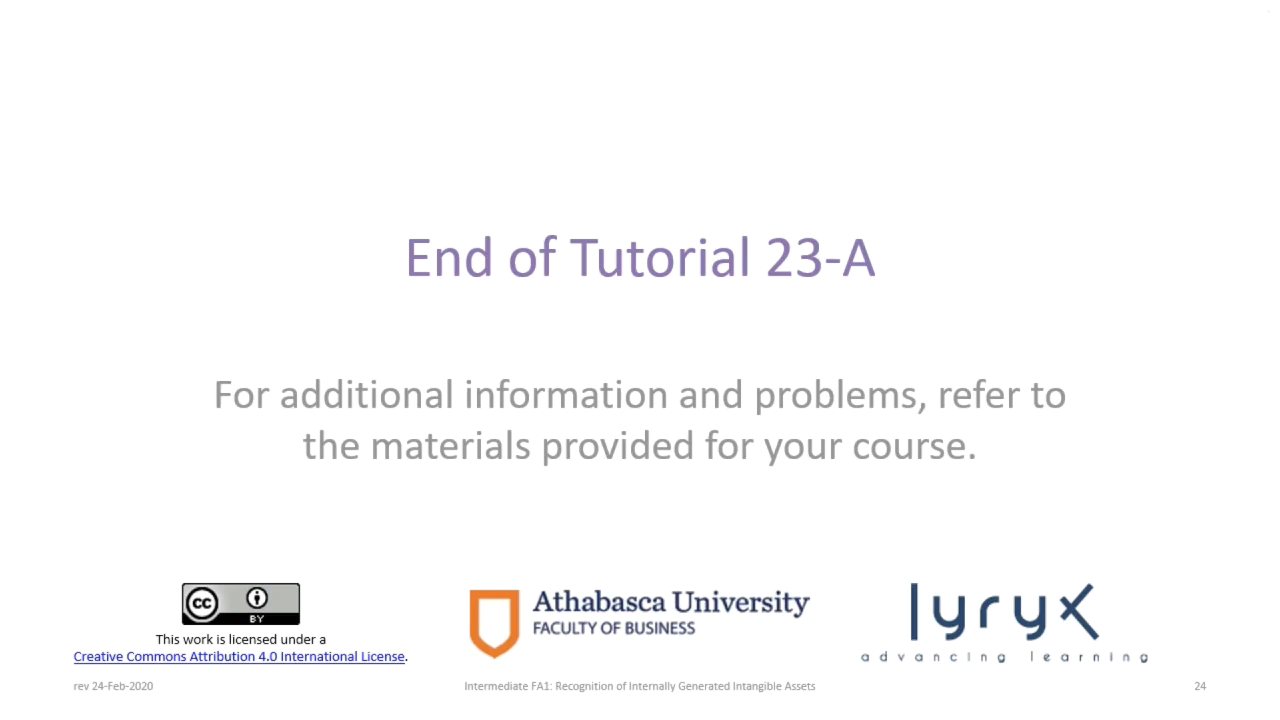 End of Tutorial 23-A
For additional information and problems, refer to
the materials provided for your course.
cc
BY
This work is licensed under a
Creative Commons Attribution 4.0 International License.
Athabasca University
FACULTY OF BUSINESS
lyryx
advancing learning
rev 24-Feb-2020
Intermediate FA1: Recognition of Internally Generated Intangible Assets
24